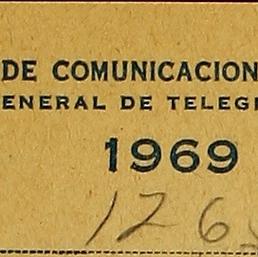 DE COMUNICACION
ENERAL DE TELEG
1969
126